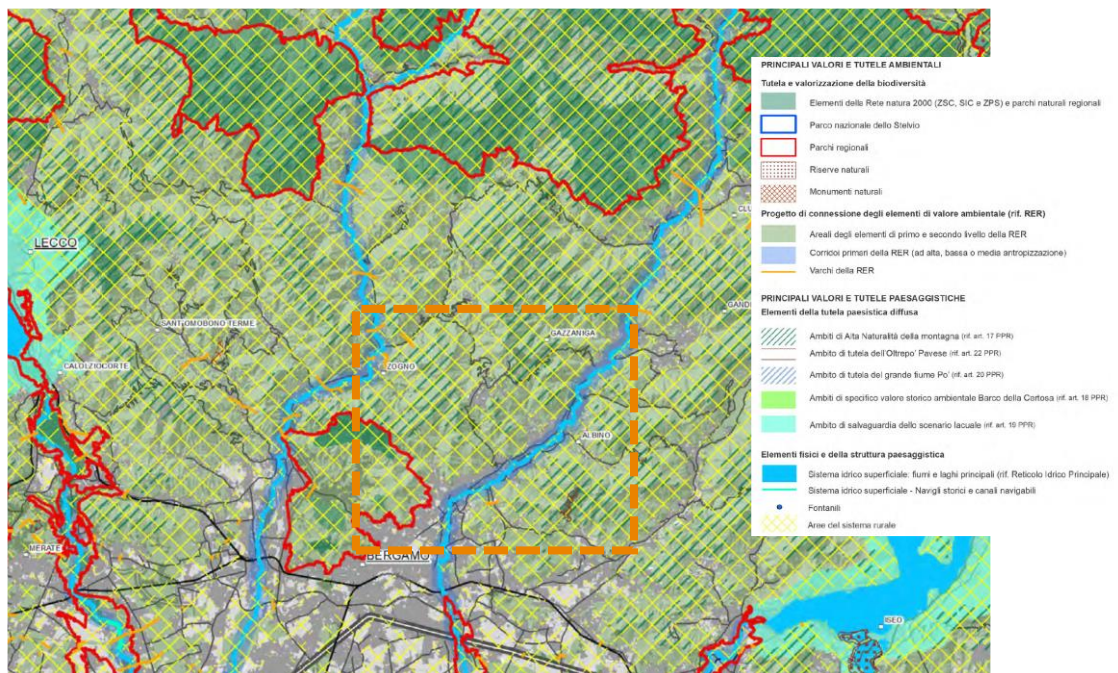 PRINCIPALI VALORI E TUTELE AMBIENTALI
Tutela e valorizzazione della biodiversità
Elementi della Rete natura 2000 (ZSC, SIC e ZPS) e parchi naturali regionali
Parco nazionale dello Stelvio
Parchi regionali
Riserve naturali
Monumenti naturali
Progetto di connessione degli elementi di valore ambientale (rif. RER)
Areali degli elementi di primo e secondo livello della RER
Corridoi primari della RER (ad alta, bassa o media antropizzazione)
Varchi della RER
PRINCIPALI VALORI E TUTELE PAESAGGISTICHE
Elementi della tutela paesistica diffusa
Ambiti di Alta Naturalità della montagna (rif. art. 17 PPR)
Ambito di tutela dell'Oltrepo' Pavese (rif. art. 22 PPR)
Ambito di tutela del grande fiume Po' (rif. art. 20 PPR)
Ambiti di specifico valore storico ambientale Barco della Certosa (rif. art. 18 PPR)
Ambito di salvaguardia dello scenario lacuale (rif. art. 19 PPR)
Elementi fisici e della struttura paesaggistica
Sistema idrico superficiale: fiumi e laghi principali (rif. Reticolo Idrico Principale)
Sistema idrico superficiale - Navigli storici e canali navigabili
Fontanili
Aree del sistema rurale
CLU
LECCO
GAND
SANT'OMOBONO TERME
GAZZANIGA
CALOLZIOCORTE
ZOGNO
ALBINO
MERATE
BERGAMO
ISEO